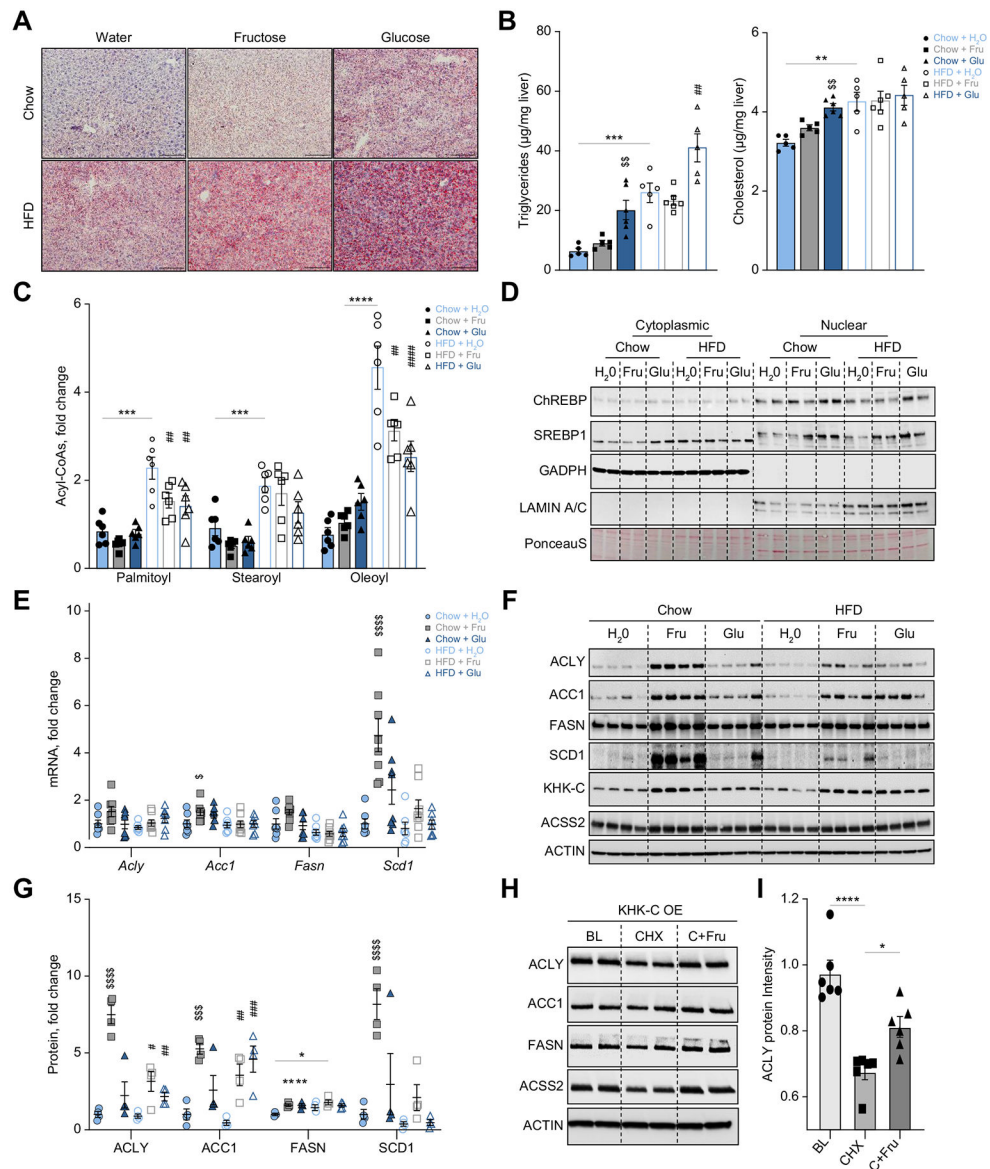 A
Water
Fructose
Glucose
Chow
HFD
B
Triglycerides (µg/mg liver)
80
60
40
20
0
***
$$
##
Cholesterol (µg/mg liver)
6
4
2
0
**
$$
Chow + H2O
Chow + Fru
Chow + Glu
HFD + H2O
HFD + Fru
HFD + Glu
C
Acyl-CoAs, fold change
6
4
2
0
***
##
##
***
****
##
####
Chow + H2O
Chow + Fru
Chow + Glu
HFD + H2O
HFD + Fru
HFD + Glu
Palmitoyl
Stearoyl
Oleoyl
D
Cytoplasmic
Nuclear
Chow
HFD
Chow
HFD
H20
Fru
Glu
H20
Fru
Glu
H20
Fru
Glu
H20
Fru
Glu
ChREBP
SREBP1
GADPH
LAMIN A/C
PonceauS
E
mRNA, fold change
10
8
6
4
2
0
$
$$$$
Chow + H2O
Chow + Fru
Chow + Glu
HFD + H2O
HFD + Fru
HFD + Glu
Acly
Acc1
Fasn
Scd1
F
Chow
HFD
H20
Fru
Glu
H20
Fru
Glu
ACLY
ACC1
FASN
SCD1
KHK-C
ACSS2
ACTIN
G
Protein, fold change
15
10
5
0
$$$$
#
##
$$$
##
###
*
****
$$$$
ACLY
ACC1
FASN
SCD1
H
KHK-C OE
BL
CHX
C+Fru
ACLY
ACC1
FASN
ACSS2
ACTIN
I
ACLY protein Intensity
1.2
1.0
0.8
0.6
****
*
BL
CHX
C+Fru